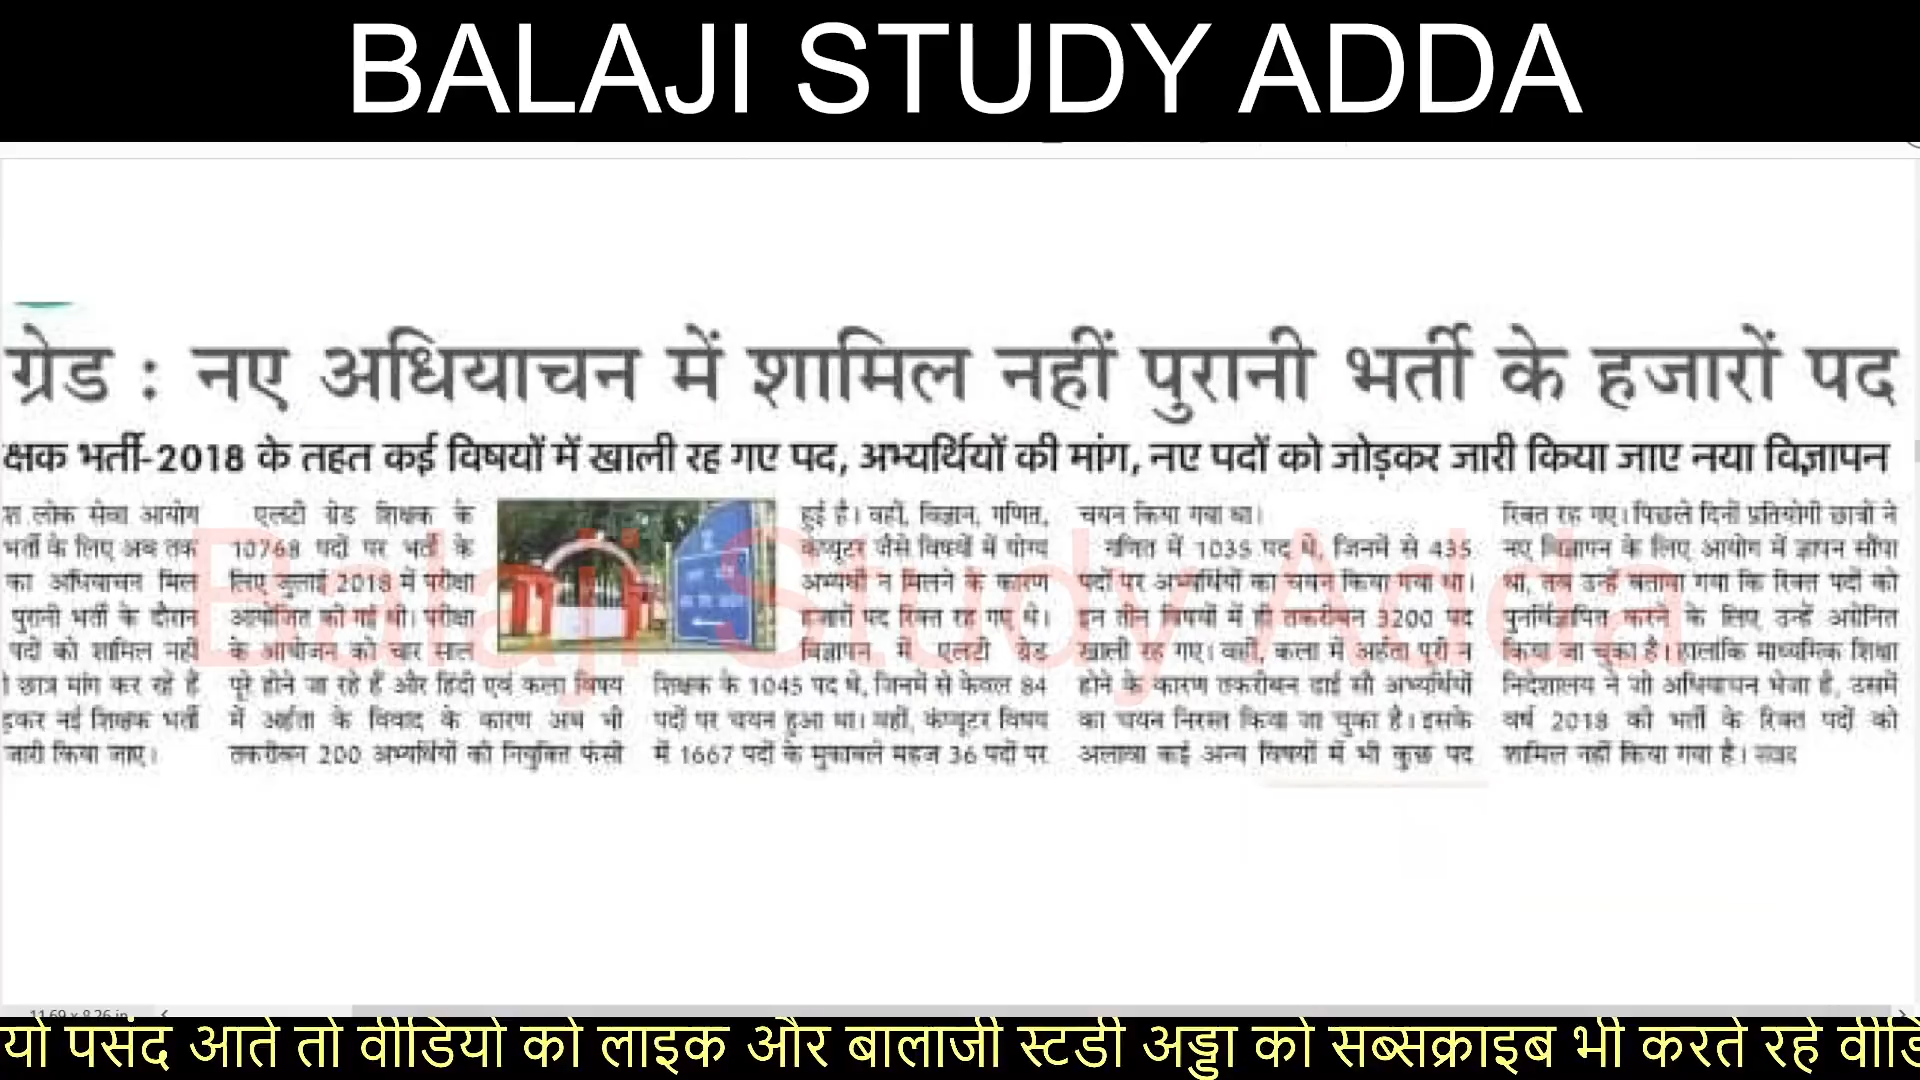 BALAJI STUDY ADDA
ग्रेड : नए अधियाचन में शामिल नहीं पुरानी भर्ती के हजारों पद
क्षक भर्ती-2018 के तहत कई विषयों में खाली रह गए पद, अभ्यर्थियों की मांग, नए पदों को जोड़कर जारी किया जाए नया विज्ञापन
लोक सेवा आयोग
भर्ती के लिए अब तक
का अधियाचन मिल
पुरानी भर्ती के दौरान
पदों को शामिल नहीं
छात्र मांग कर रहे हैं
नई शिक्षक भर्ती
जारी किया जाए।
एलटी ग्रेड शिक्षक के
10768 पदों पर भर्ती के
लिए जुलाई 2018 में परीक्षा
आयोजित की गई थी। परीक्षा
के आयोजन को चार साल
पूरे होने जा रहे हैं और हिंदी एवं कला विषय
में अर्हता के विवाद के कारण अब भी
तकरीबन 200 अभ्यर्थियों की नियुक्ति फंसी
हुई है। वहीं, विज्ञान, गणित,
कंप्यूटर जैसे विषयों में योग्य
अभ्यर्थी न मिलने के कारण
हजारों पद रिक्त रह गए थे।
विज्ञापन में एलटी ग्रेड
शिक्षक के 1045 पद थे, जिनमें से केवल 84
पदों पर चयन हुआ था। वहीं, कंप्यूटर विषय
में 1667 पदों के मुकाबले महज 36 पदों पर
चयन किया गया था।
गणित में 1035 पद थे, जिनमें से 435
पदों पर अभ्यर्थियों का चयन किया गया था।
इन तीन विषयों में ही तकरीबन 3200 पद
खाली रह गए। वहीं, कला में अर्हता पूरी न
होने के कारण तकरीबन ढाई सौ अभ्यर्थियों
का चयन निरस्त किया जा चुका है। इसके
अलावा कई अन्य विषयों में भी कुछ पद
रिक्त रह गए। पिछले दिनों प्रतियोगी छात्रों ने
नए विज्ञापन के लिए आयोग में ज्ञापन सौंपा
था, तब उन्हें बताया गया कि रिक्त पदों को
पुनर्विज्ञापित करने के लिए उन्हें अग्रेनित
किया जा चुका है। हालांकि माध्यमिक शिक्षा
निदेशालय ने जो अधियाचन भेजा है, उसमें
वर्ष 2018 की भर्ती के रिक्त पदों को
शामिल नहीं किया गया है।
Balaji Study Adda
यो पसंद आते तो वीडियो को लाइक और बालाजी स्टडी अड्डा को सब्सक्राइब भी करते रहे